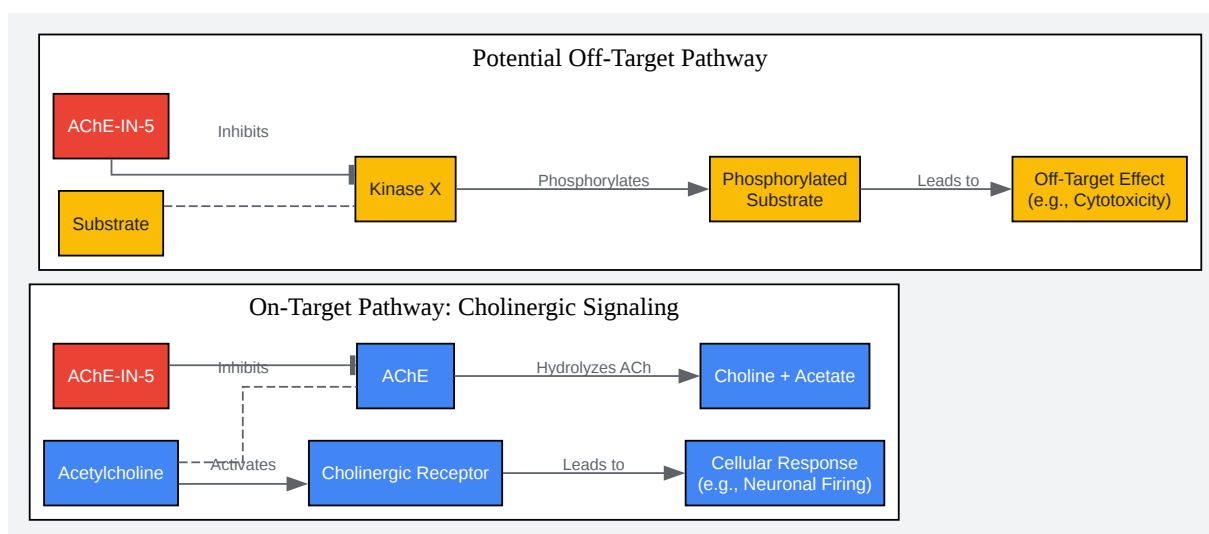 Potential Off-Target Pathway
AChE-IN-5
Inhibits
Kinase X
Phosphorylates
Phosphorylated
Substrate
Leads to
Off-Target Effect
(e.g., Cytotoxicity)
Substrate
On-Target Pathway: Cholinergic Signaling
AChE-IN-5
Inhibits
AChE
Hydrolyzes ACh
Choline + Acetate
Acetylcholine
Activates
Cholinergic Receptor
Leads to
Cellular Response
(e.g., Neuronal Firing)